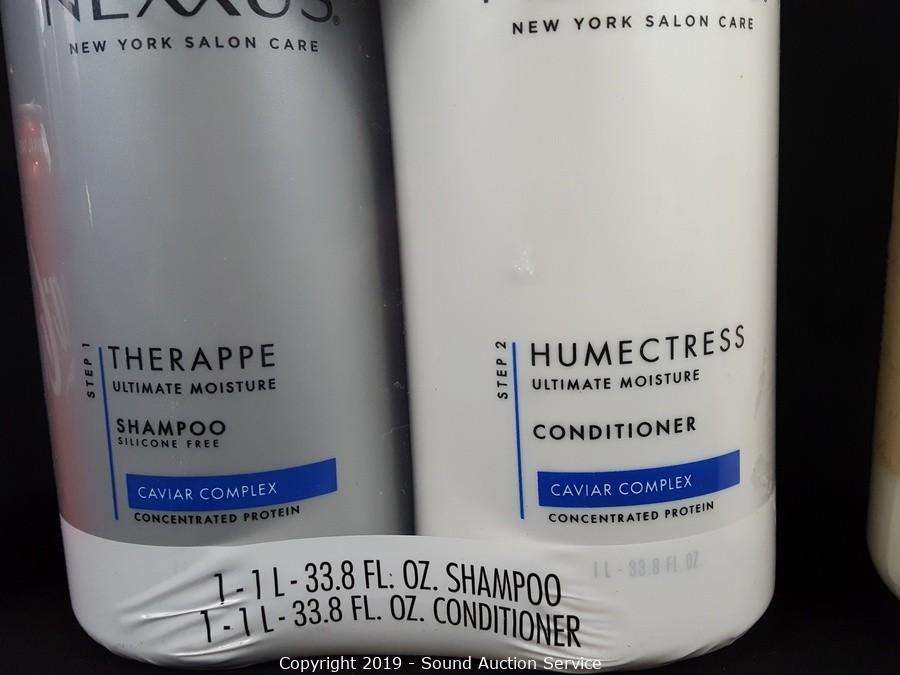 NEXXUS®
NEW YORK SALON CARE
STEP 1
THERAPPE
ULTIMATE MOISTURE
SHAMPOO
SILICONE FREE
CAVIAR COMPLEX
CONCENTRATED PROTEIN
NEW YORK SALON CARE
STEP 2
HUMECTRESS
ULTIMATE MOISTURE
CONDITIONER
CAVIAR COMPLEX
CONCENTRATED PROTEIN
1 L - 33.8 FL OZ.
1 - 1 L - 33.8 FL. OZ. SHAMPOO
1 - 1 L - 33.8 FL. OZ. CONDITIONER
Copyright 2019 - Sound Auction Service